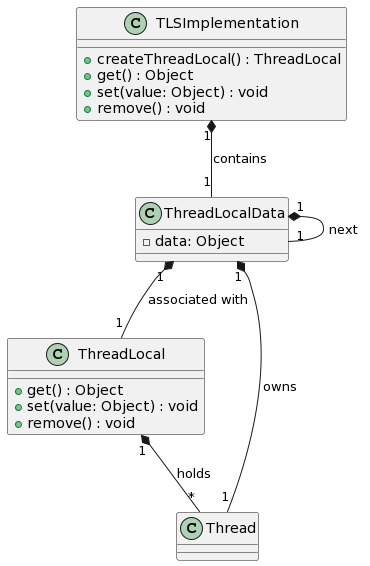 C TLSImplementation
createThreadLocal() : ThreadLocal
get() : Object
set(value: Object) : void
remove() : void
1
contains
1
C ThreadLocalData
data: Object
1
1
next
1
1
associated with
1
C ThreadLocal
get() : Object
set(value: Object) : void
remove() : void
owns
1
holds
*
1
C Thread